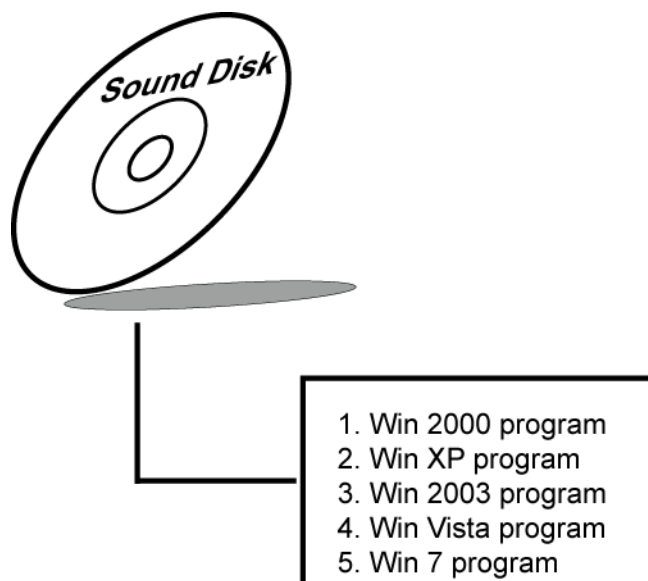 Sound Disk
1. Win 2000 program
2. Win XP program
3. Win 2003 program
4. Win Vista program
5. Win 7 program